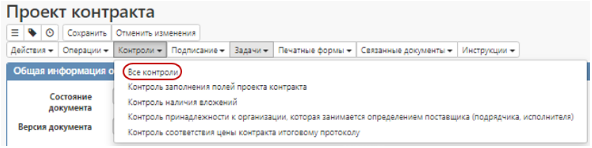 Проект контракта
Сохранить Отменить изменения
Действия Операции Контроли Подписание Задачи Печатные формы Связанные документы Инструкции
Общая информация о
Все контроли
Контроль заполнения полей проекта контракта
Состояние документа
Контроль наличия вложений
Контроль принадлежности к организации, которая занимается определением поставщика (подрядчика, исполнителя)
Версия документа
Контроль соответствия цены контракта итоговому протоколу